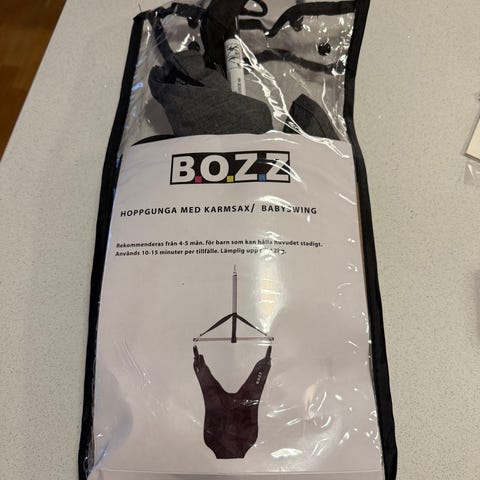 B.O.Z.Z
HOPPGUNGA MED KARMSAX/ BABYSWING
Rekommenderas från 4-5 mån. för barn som kan hålla huvudet stadigt.
Används 10-15 minuter per tillfälle. Lämplig upp 12kg.
B.O.Z.Z